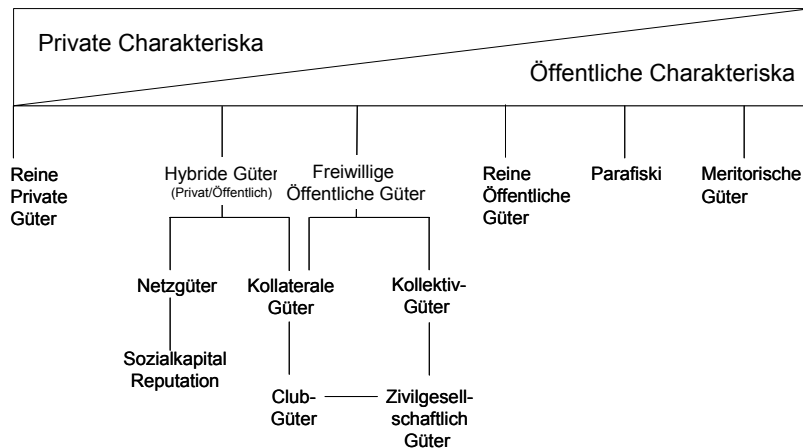 Private Charakteriska
Öffentliche Charakteriska
Reine
Private
Güter
Hybride Güter
(Privat/Öffentlich)
Freiwillige
Öffentliche Güter
Reine
Öffentliche
Güter
Parafiski
Meritorische
Güter
Netzgüter
Kollaterale
Güter
Kollektiv-
Güter
Sozialkapital
Reputation
Club-
Güter
Zivilgesell-
schaftlich
Güter